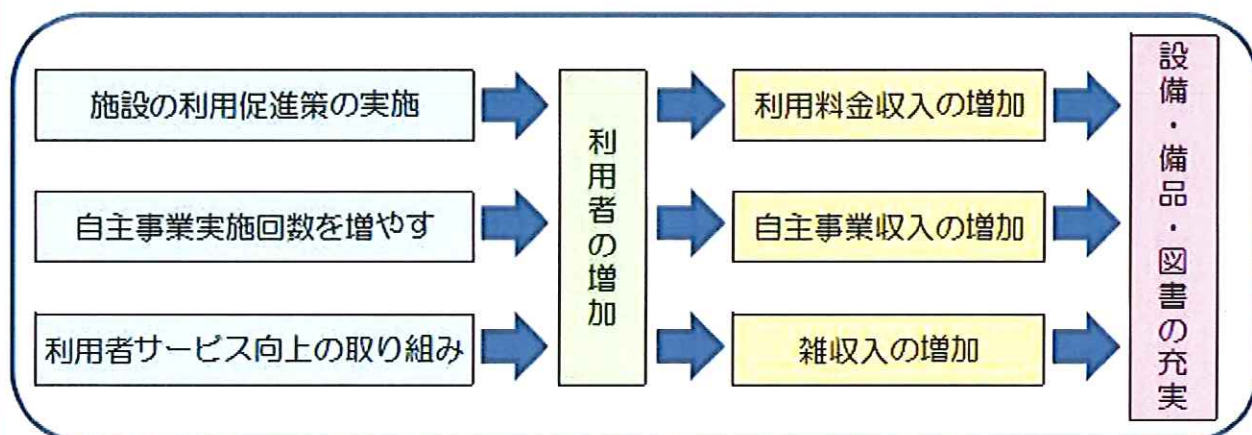 施設の利用促進策の実施
自主事業実施回数を増やす
利用者サービス向上の取り組み
利用者の増加
利用料金収入の増加
自主事業収入の増加
雑収入の増加
設備・備品・図書の充実